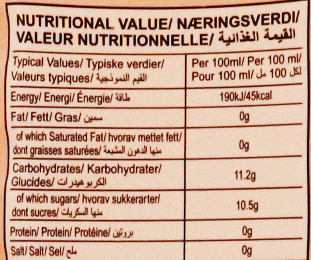 NUTRITIONAL VALUE/ NÆRINGSVERDI/
VALEUR NUTRITIONNELLE/ القيمة الغذائية
Typical Values/ Typiske verdier/
Valeurs typiques/ القيم النموذجية
Per 100ml/ Per 100 ml/
Pour 100 ml/ لكل 100 مل
Energy/ Energi/ Énergie/ طاقة
190kJ/45kcal
Fat/ Fett/ Gras/ سمين
0g
of which Saturated Fat/ hvorav mettet fett/
dont graisses saturées/ منها الدهون المشبعة
0g
Carbohydrates/ Karbohydrater/
Glucides/ الكربوهيدرات
11.2g
of which sugars/ hvorav sukkerarter/
dont sucres/ منها السكريات
10.5g
Protein/ Protein/ Protéine/ بروتين
0g
Salt/ Salt/ Sel/ ملح
0g